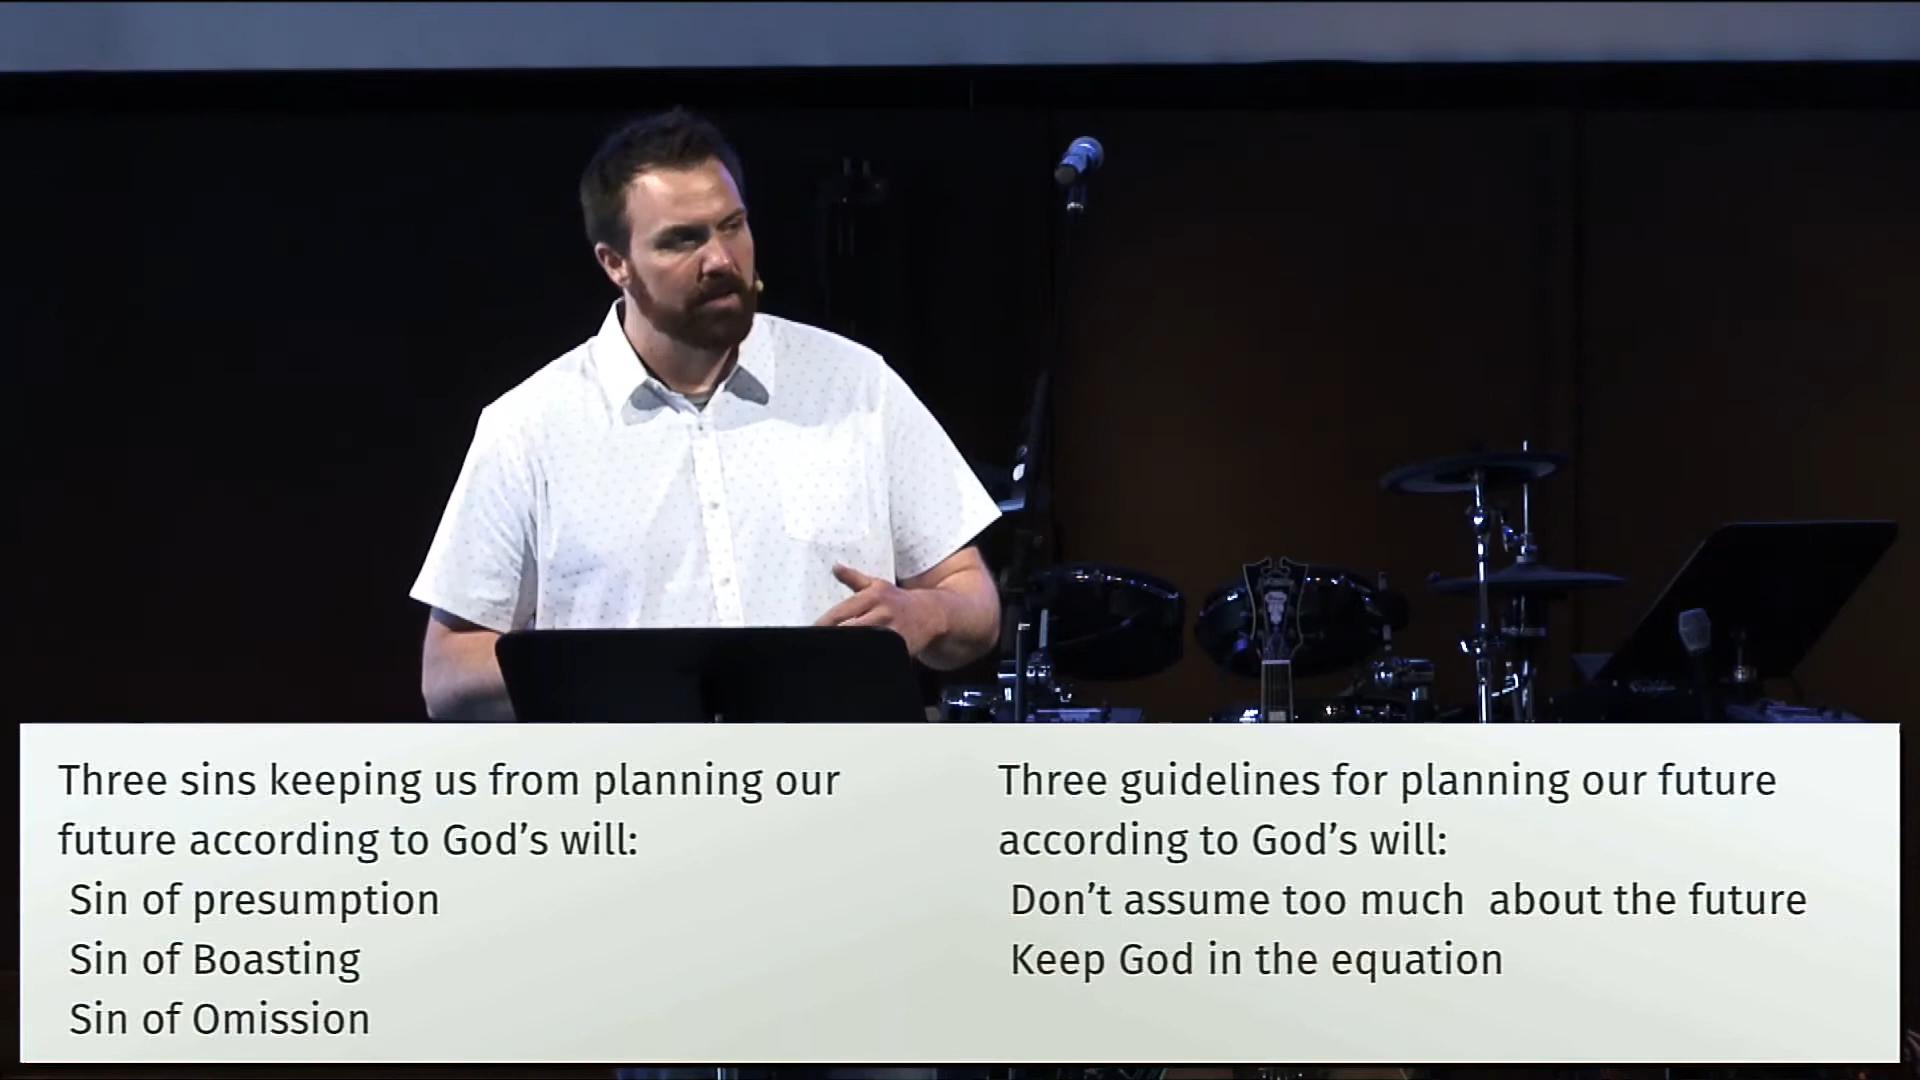 Three sins keeping us from planning our
future according to God’s will:
Sin of presumption
Sin of Boasting
Sin of Omission
Three guidelines for planning our future
according to God’s will:
Don’t assume too much  about the future
Keep God in the equation